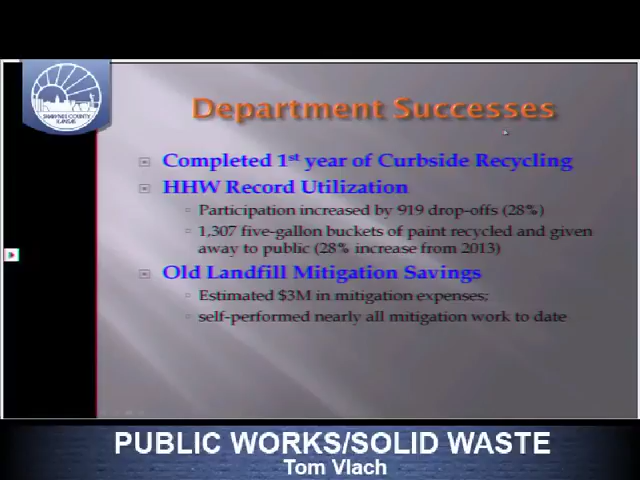 SHAWNEE COUNTY
KANSAS
Department Successes
Completed 1st year of Curbside Recycling
HHW Record Utilization
Participation increased by 919 drop-offs (28%)
1,307 five-gallon buckets of paint recycled and given
away to public (28% increase from 2013)
Old Landfill Mitigation Savings
Estimated $3M in mitigation expenses;
self-performed nearly all mitigation work to date
PUBLIC WORKS/SOLID WASTE
Tom Vlach